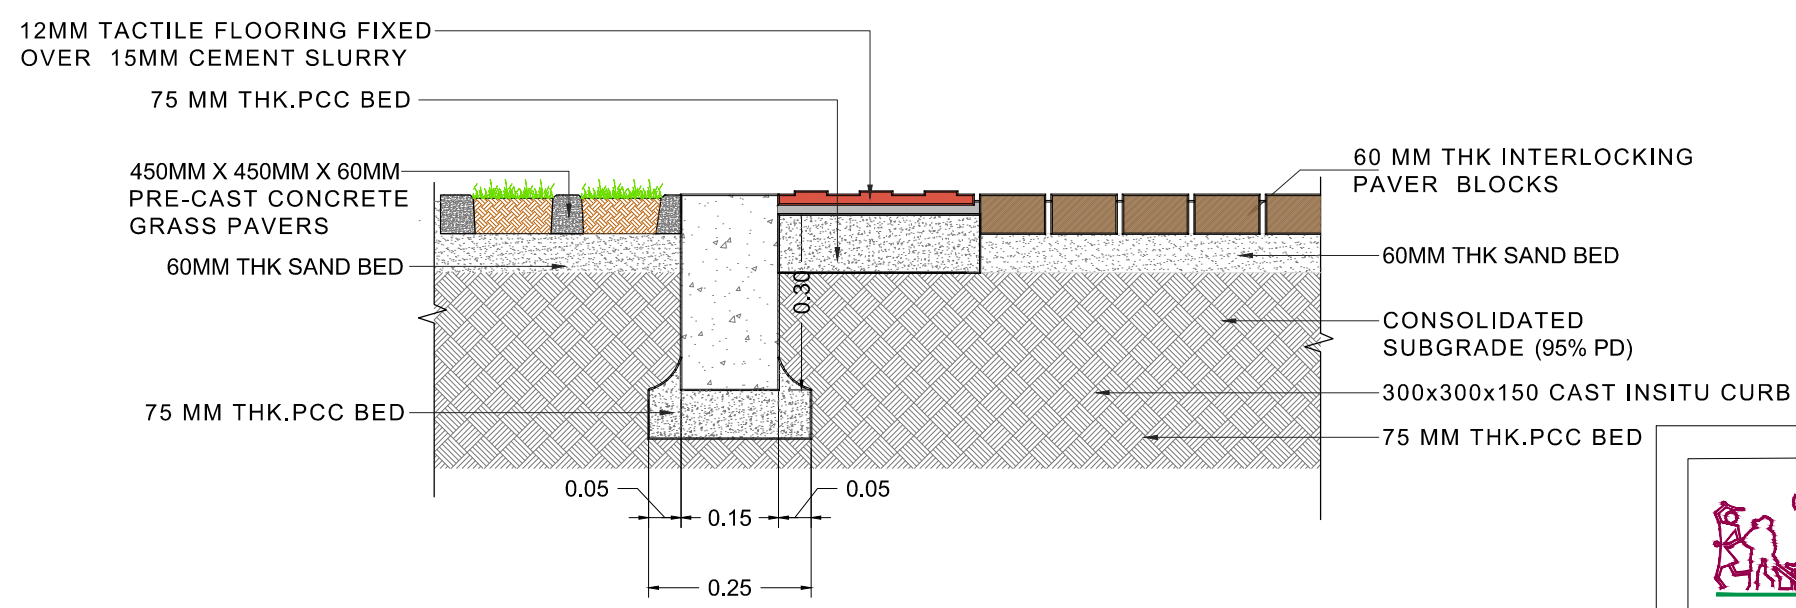 12MM TACTILE FLOORING FIXED
OVER 15MM CEMENT SLURRY
75 MM THK.PCC BED
450MM X 450MM X 60MM
PRE-CAST CONCRETE
GRASS PAVERS
60MM THK SAND BED
75 MM THK.PCC BED
60 MM THK INTERLOCKING
PAVER BLOCKS
60MM THK SAND BED
CONSOLIDATED
SUBGRADE (95% PD)
300x300x150 CAST INSITU CURB
75 MM THK.PCC BED
0.30
0.05
0.05
0.15
0.25